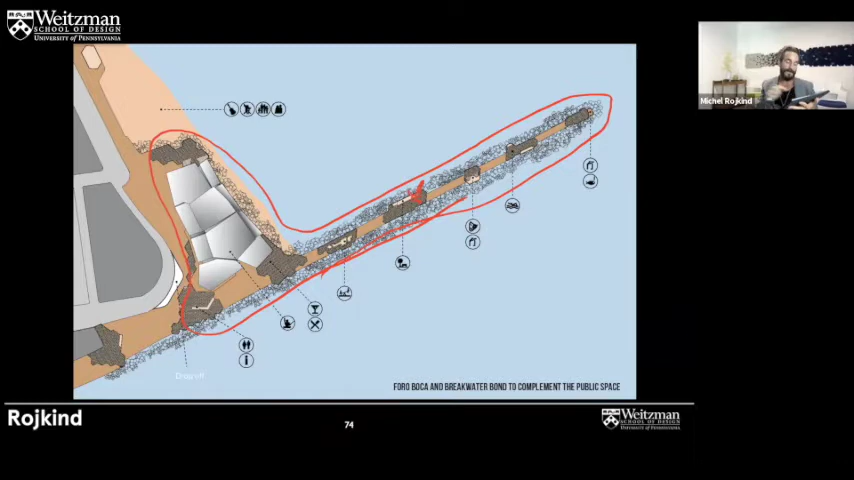 Weitzman
SCHOOL OF DESIGN
UNIVERSITY OF PENNSYLVANIA
Michel Rojkind
FORO BOCA AND BREAKWATER BOND TO COMPLEMENT THE PUBLIC SPACE
Rojkind
74
Weitzman
SCHOOL OF DESIGN
UNIVERSITY OF PENNSYLVANIA